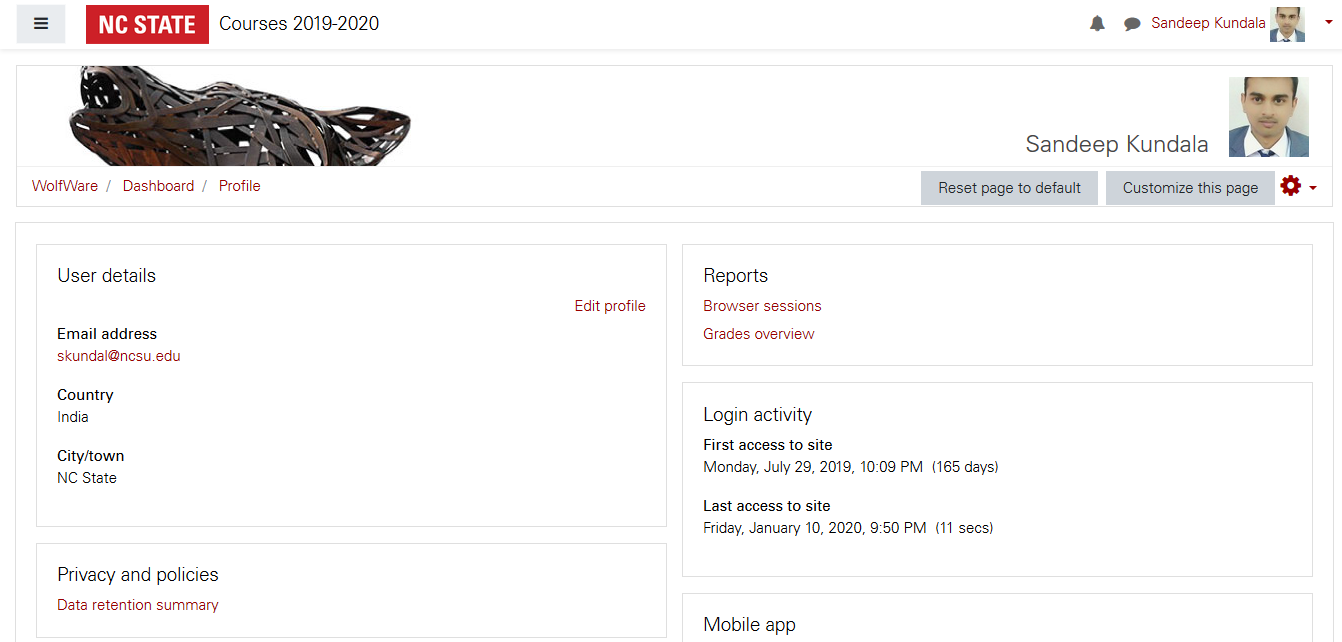 NC STATE Courses 2019-2020 Sandeep Kundala
Sandeep Kundala
WolfWare / Dashboard / Profile
Reset page to default Customize this page
User details
Edit profile
Email address
skundal@ncsu.edu
Country
India
City/town
NC State
Privacy and policies
Data retention summary
Reports
Browser sessions
Grades overview
Login activity
First access to site
Monday, July 29, 2019, 10:09 PM (165 days)
Last access to site
Friday, January 10, 2020, 9:50 PM (11 secs)
Mobile app